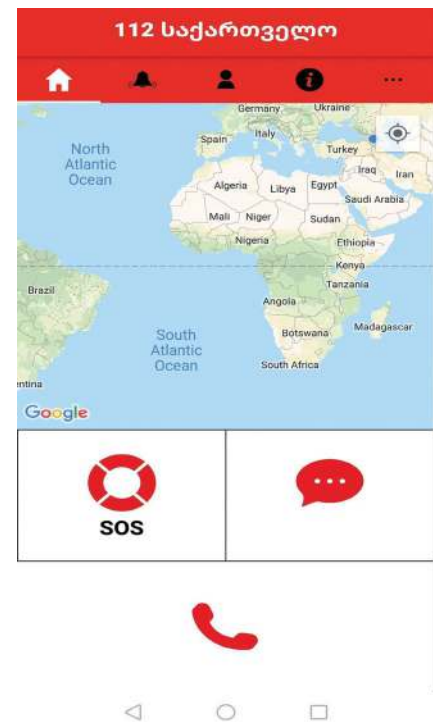 112 საქართველო
Germany
Ukraine
Spain
Italy
Turkey
North
Atlantic
Ocean
Iraq
Iran
Algeria
Libya
Egypt
Saudi Arabia
Mali
Niger
Sudan
Nigeria
Ethiopia
Kenya
Tanzania
Brazil
Angola
South
Atlantic
Ocean
Botswana
Madagascar
South Africa
ntina
Google
SOS